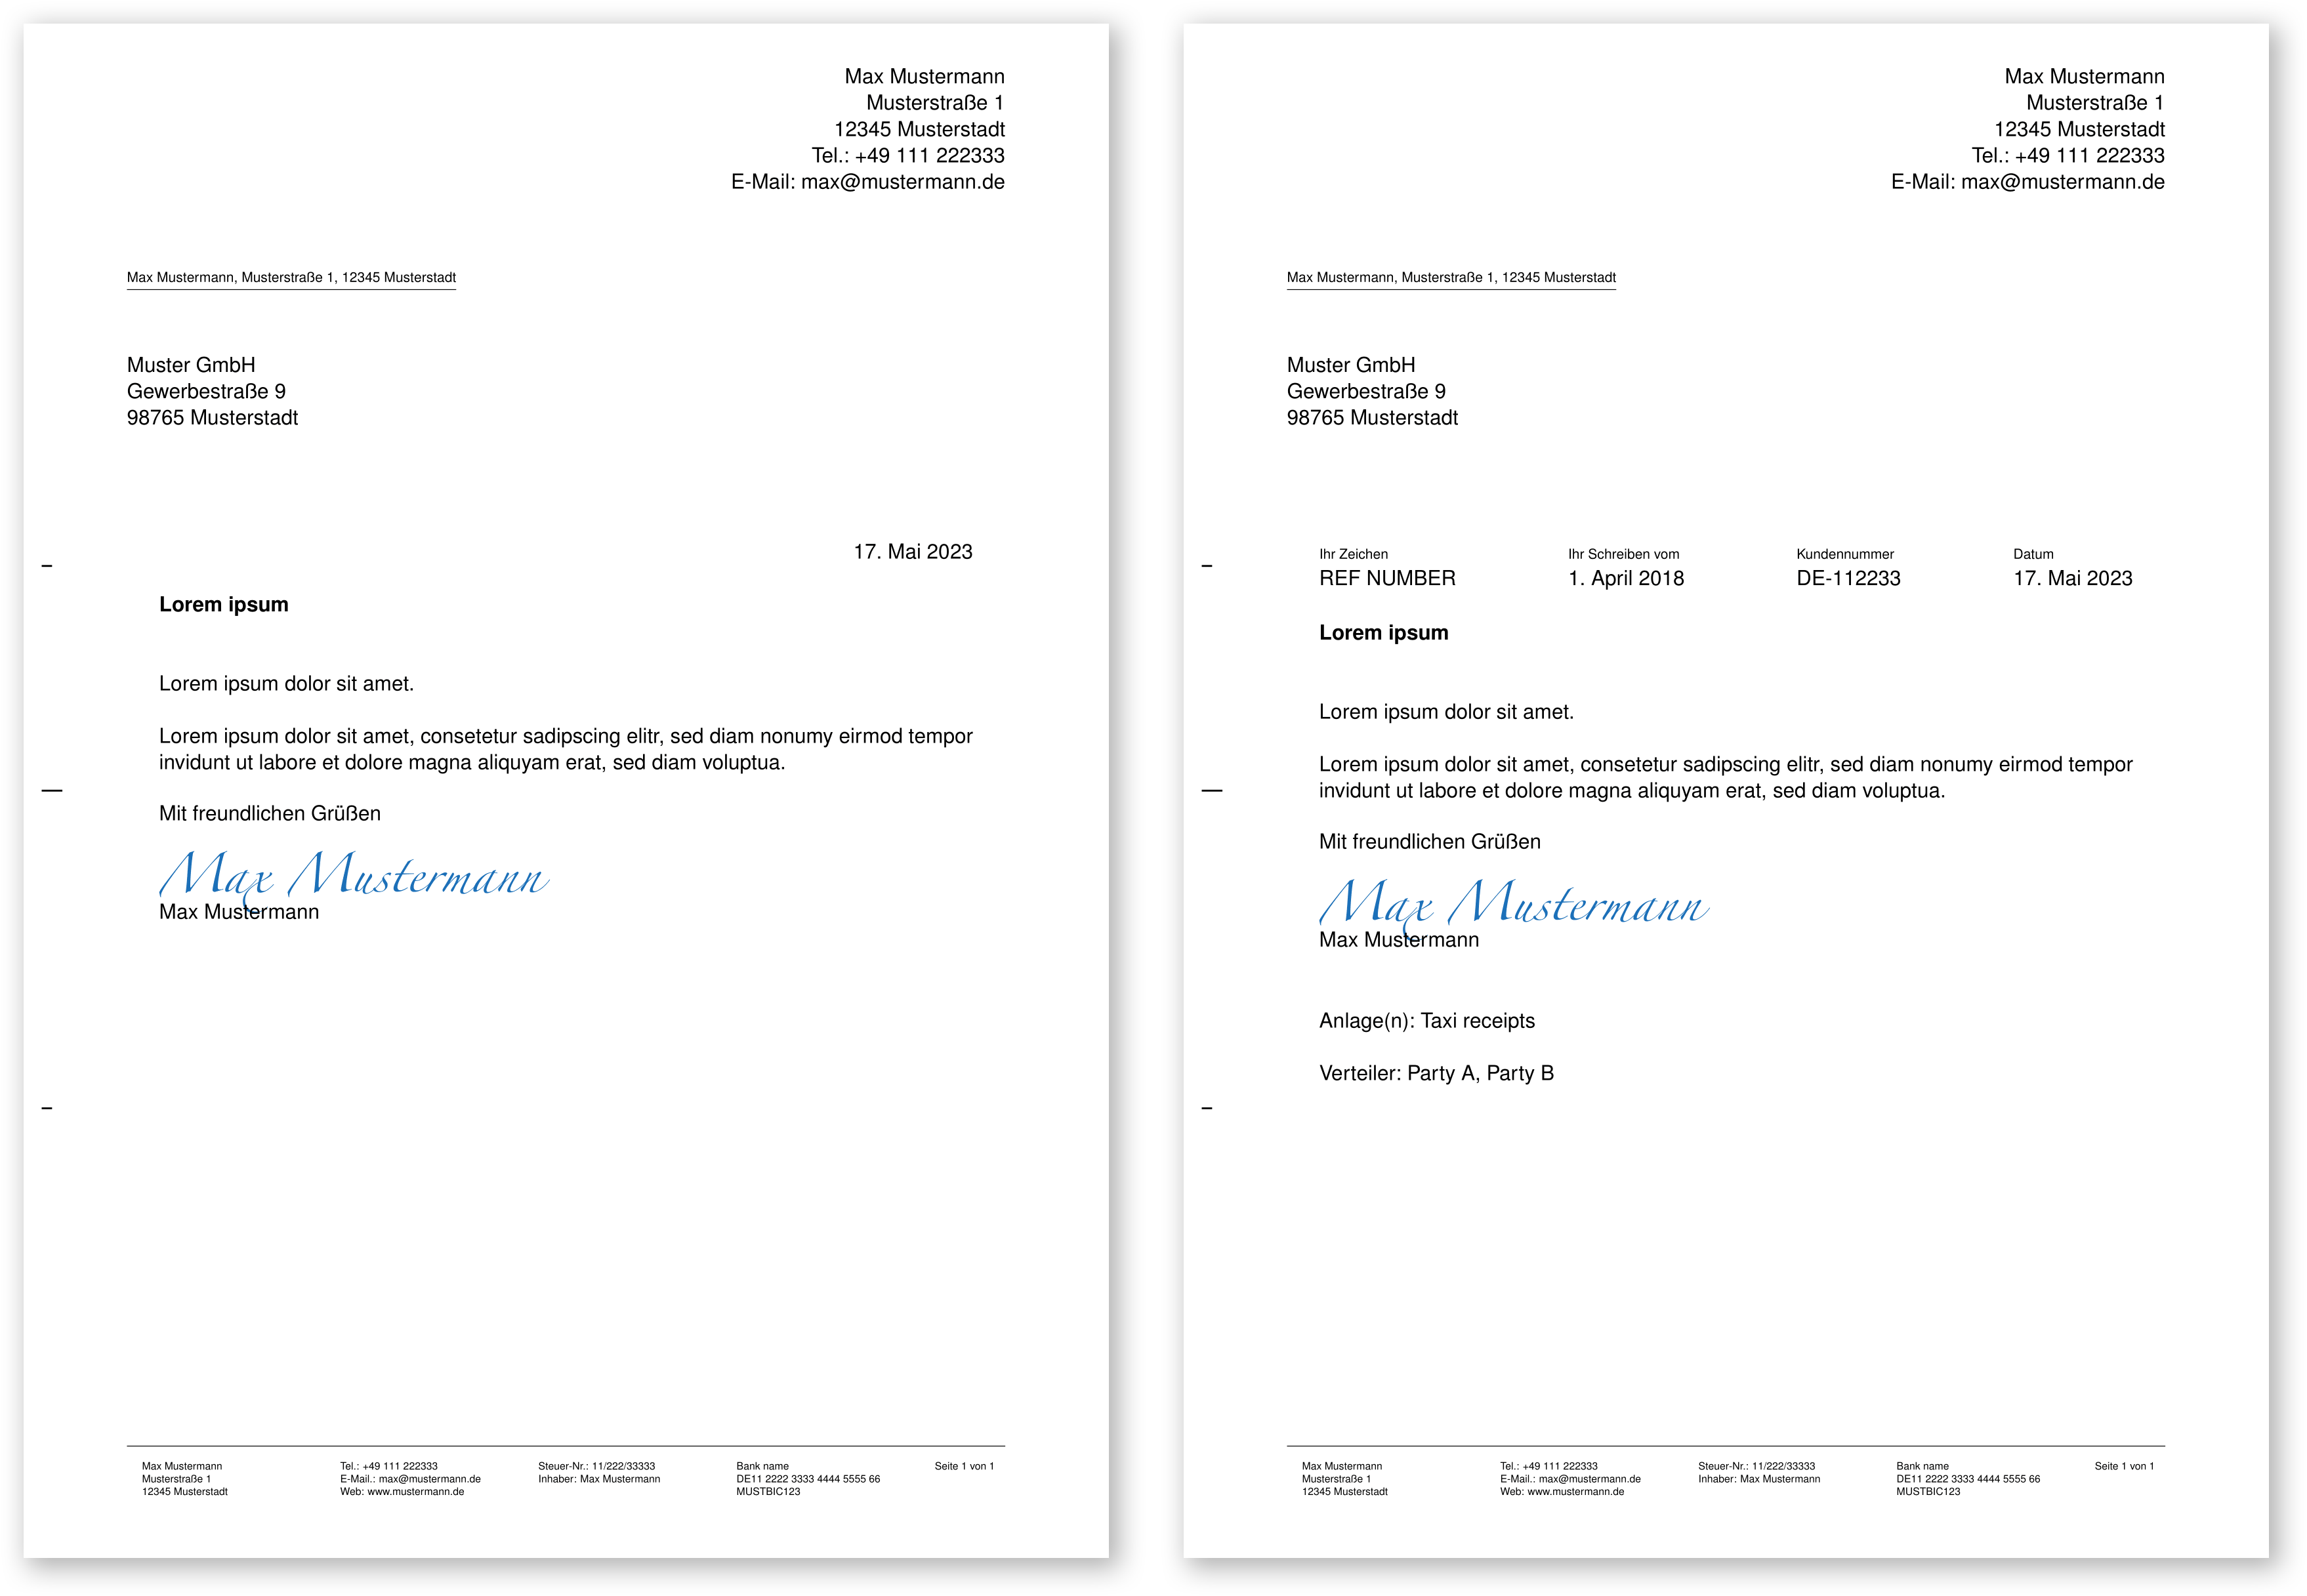 Max Mustermann
Musterstraße 1
12345 Musterstadt
Tel.: +49 111 222333
E-Mail: max@mustermann.de
Max Mustermann, Musterstraße 1, 12345 Musterstadt
Muster GmbH
Gewerbestraße 9
98765 Musterstadt
17. Mai 2023
Lorem ipsum
Lorem ipsum dolor sit amet.
Lorem ipsum dolor sit amet, consetetur sadipscing elitr, sed diam nonumy eirmod tempor
invidunt ut labore et dolore magna aliquyam erat, sed diam voluptua.
Mit freundlichen Grüßen
Max Mustermann
Max Mustermann
Max Mustermann
Musterstraße 1
12345 Musterstadt
Tel.: +49 111 222333
E-Mail.: max@mustermann.de
Web: www.mustermann.de
Steuer-Nr.: 11/222/33333
Inhaber: Max Mustermann
Bank name
DE11 2222 3333 4444 5555 66
MUSTBIC123
Seite 1 von 1
Max Mustermann
Musterstraße 1
12345 Musterstadt
Tel.: +49 111 222333
E-Mail: max@mustermann.de
Max Mustermann, Musterstraße 1, 12345 Musterstadt
Muster GmbH
Gewerbestraße 9
98765 Musterstadt
Ihr Zeichen Ihr Schreiben vom Kundennummer Datum
REF NUMBER 1. April 2018 DE-112233 17. Mai 2023
Lorem ipsum
Lorem ipsum dolor sit amet.
Lorem ipsum dolor sit amet, consetetur sadipscing elitr, sed diam nonumy eirmod tempor
invidunt ut labore et dolore magna aliquyam erat, sed diam voluptua.
Mit freundlichen Grüßen
Max Mustermann
Max Mustermann
Anlage(n): Taxi receipts
Verteiler: Party A, Party B
Max Mustermann
Musterstraße 1
12345 Musterstadt
Tel.: +49 111 222333
E-Mail.: max@mustermann.de
Web: www.mustermann.de
Steuer-Nr.: 11/222/33333
Inhaber: Max Mustermann
Bank name
DE11 2222 3333 4444 5555 66
MUSTBIC123
Seite 1 von 1